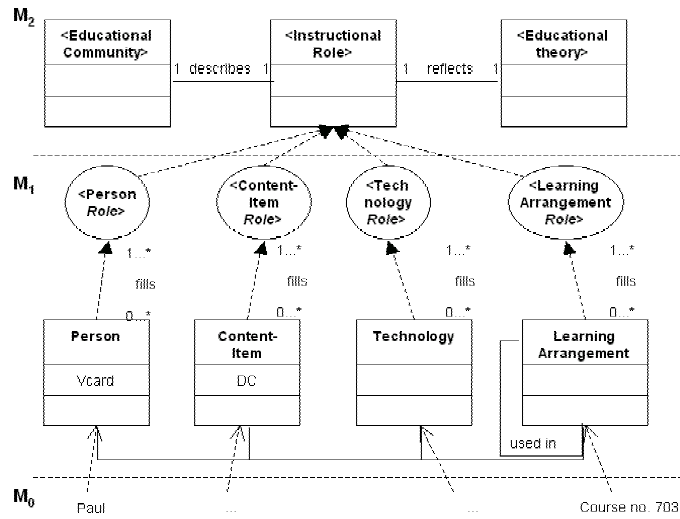 M2
<Educational
Community>
<Instructional
Role>
<Educational
theory>
1 describes 1
1 reflects 1
M1
<Person
Role>
<Content-
Item
Role>
<Tech
nology
Role>
<Learning
Arrangement
Role>
1...*
1...*
1...*
1...*
fills
fills
fills
fills
0...*
0...*
0...*
0...*
Person
Content-
Item
Technology
Learning
Arrangement
Vcard
DC
used in
M0
Paul
...
...
Course no. 703